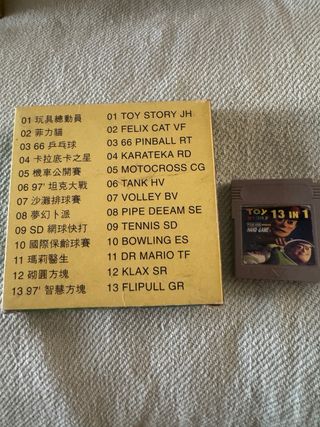 01 玩具總動員
02 菲力貓
03 66 乒乓球
04 卡拉底卡之星
05 機車公開賽
06 97' 坦克大戰
07 沙灘排球賽
08 夢幻卜派
09 SD 網球快打
10 國際保齡球賽
11 瑪莉醫生
12 砌圓方塊
13 97' 智慧方塊
01 TOY STORY JH
02 FELIX CAT VF
03 66 PINBALL RT
04 KARATEKA RD
05 MOTOCROSS CG
06 TANK HV
07 VOLLEY BV
08 PIPE DEEAM SE
09 TENNIS SD
10 BOWLING ES
11 DR MARIO TF
12 KLAX SR
13 FLIPULL GR
TOY
13 IN 1
HAND GAME